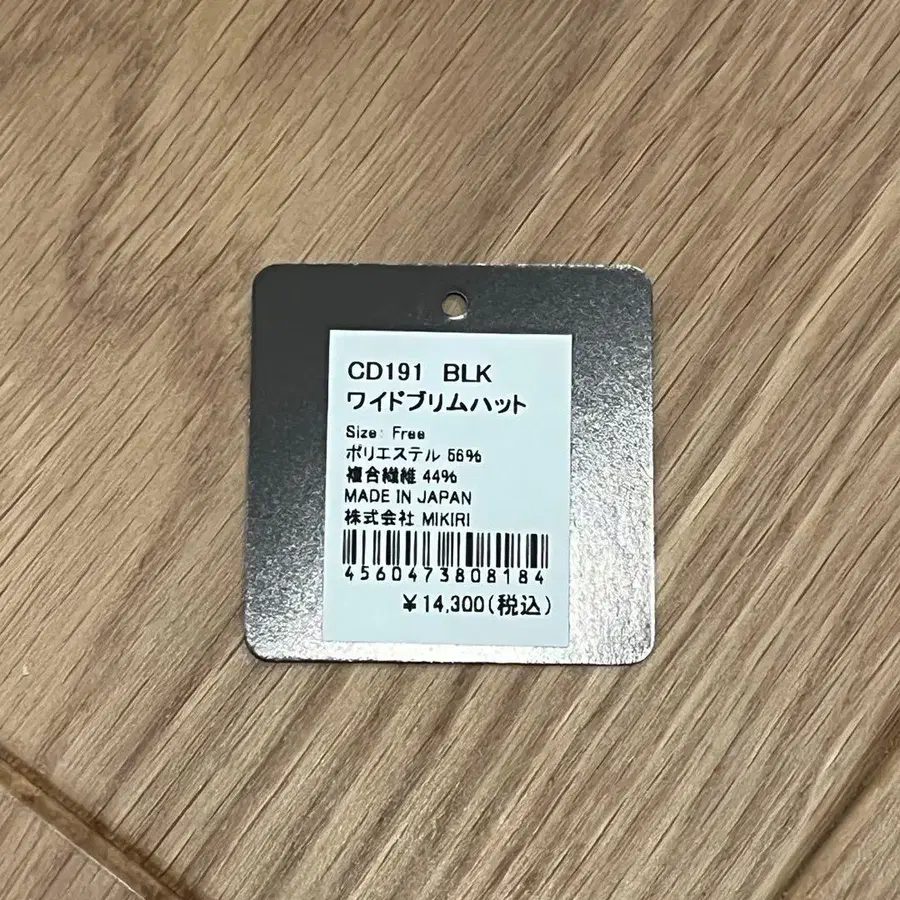 CD191 BLK
ワイドブリムハット
Size: Free
ポリエステル 56%
複合繊維 44%
MADE IN JAPAN
株式会社 MIKIRI
4560473808184
¥14,300(税込)